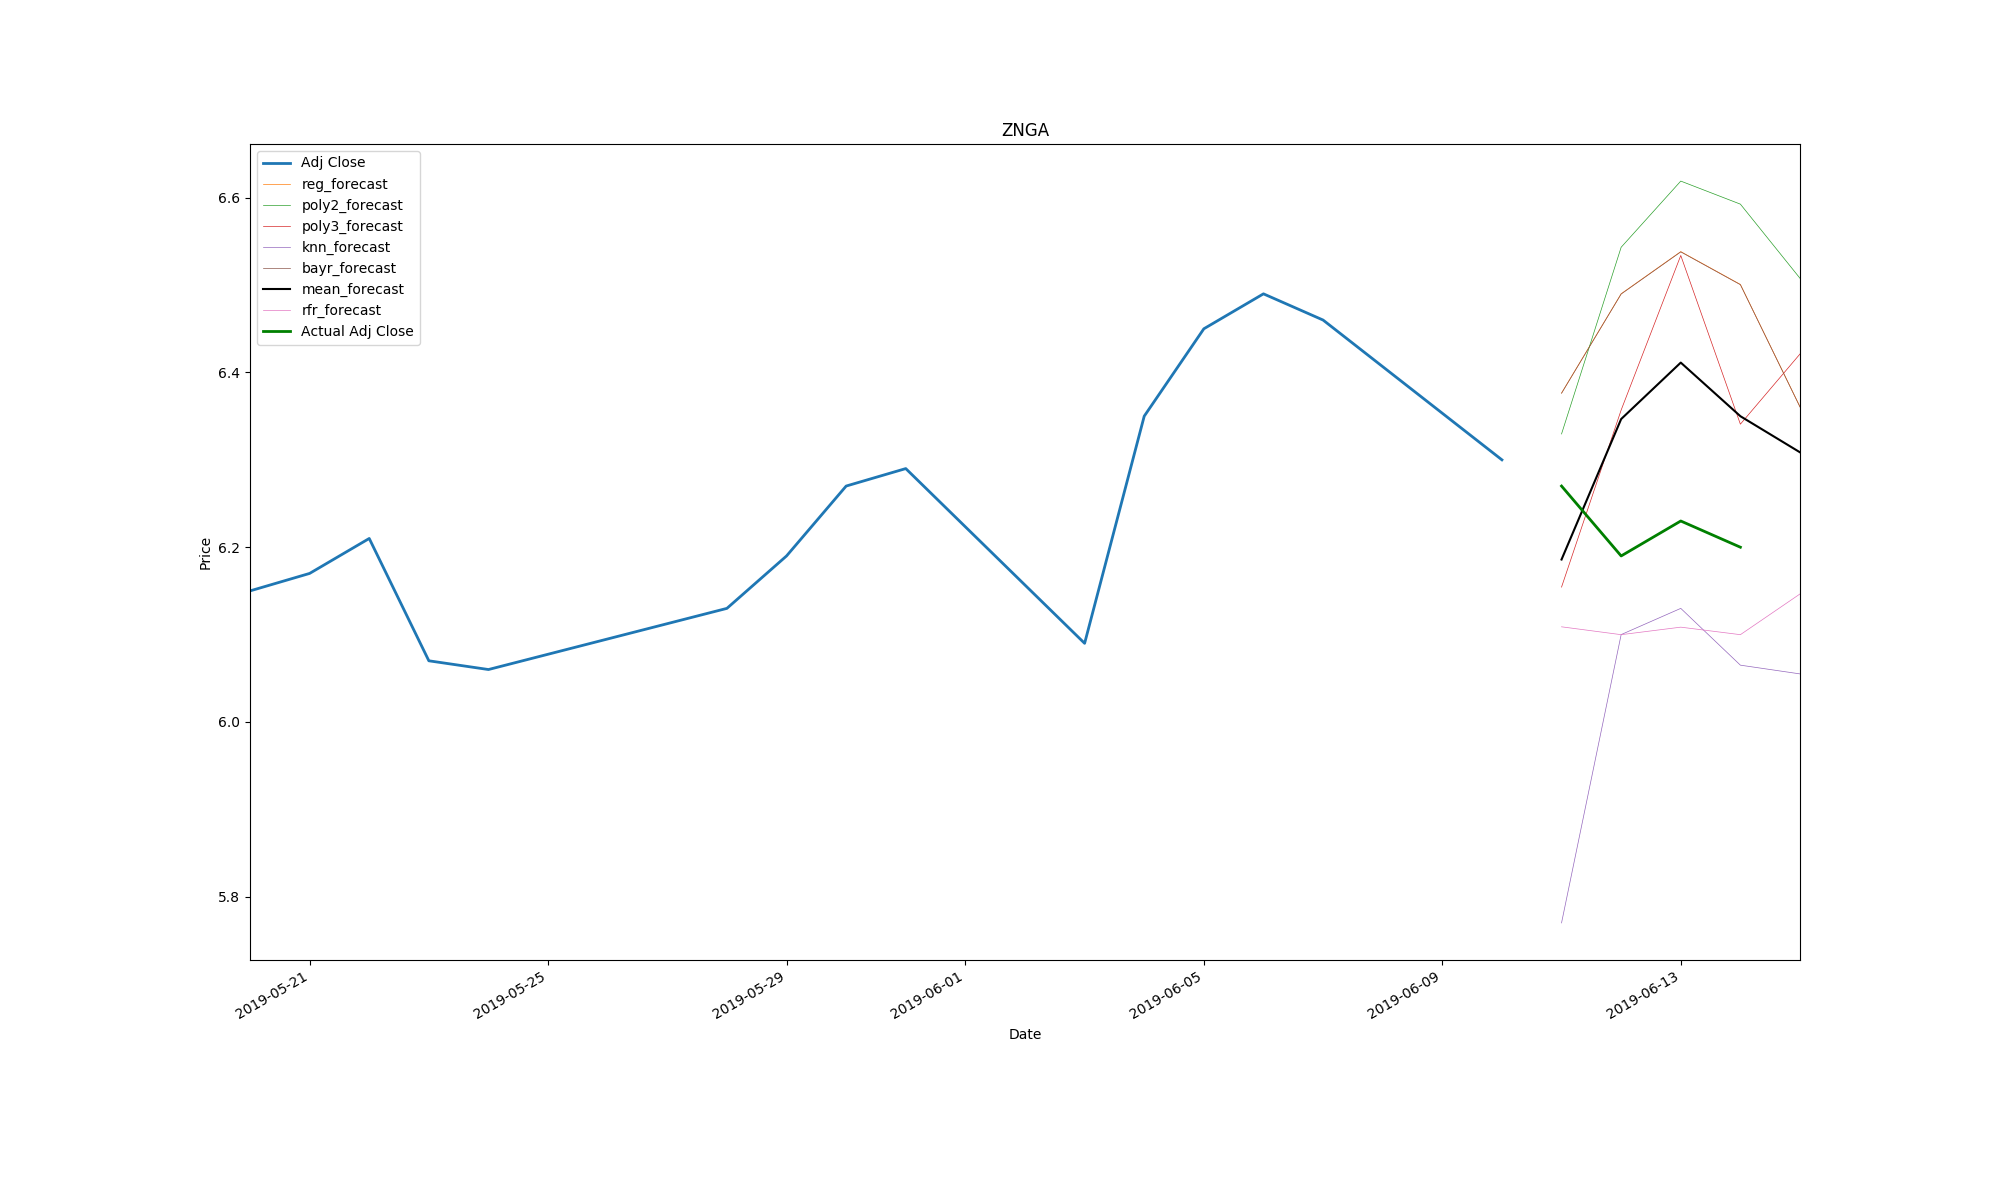 ZNGA
Adj Close
reg_forecast
poly2_forecast
poly3_forecast
knn_forecast
bayr_forecast
mean_forecast
rfr_forecast
Actual Adj Close
6.6
6.4
6.2
6.0
5.8
Price
2019-05-21
2019-05-25
2019-05-29
2019-06-01
2019-06-05
2019-06-09
2019-06-13
Date